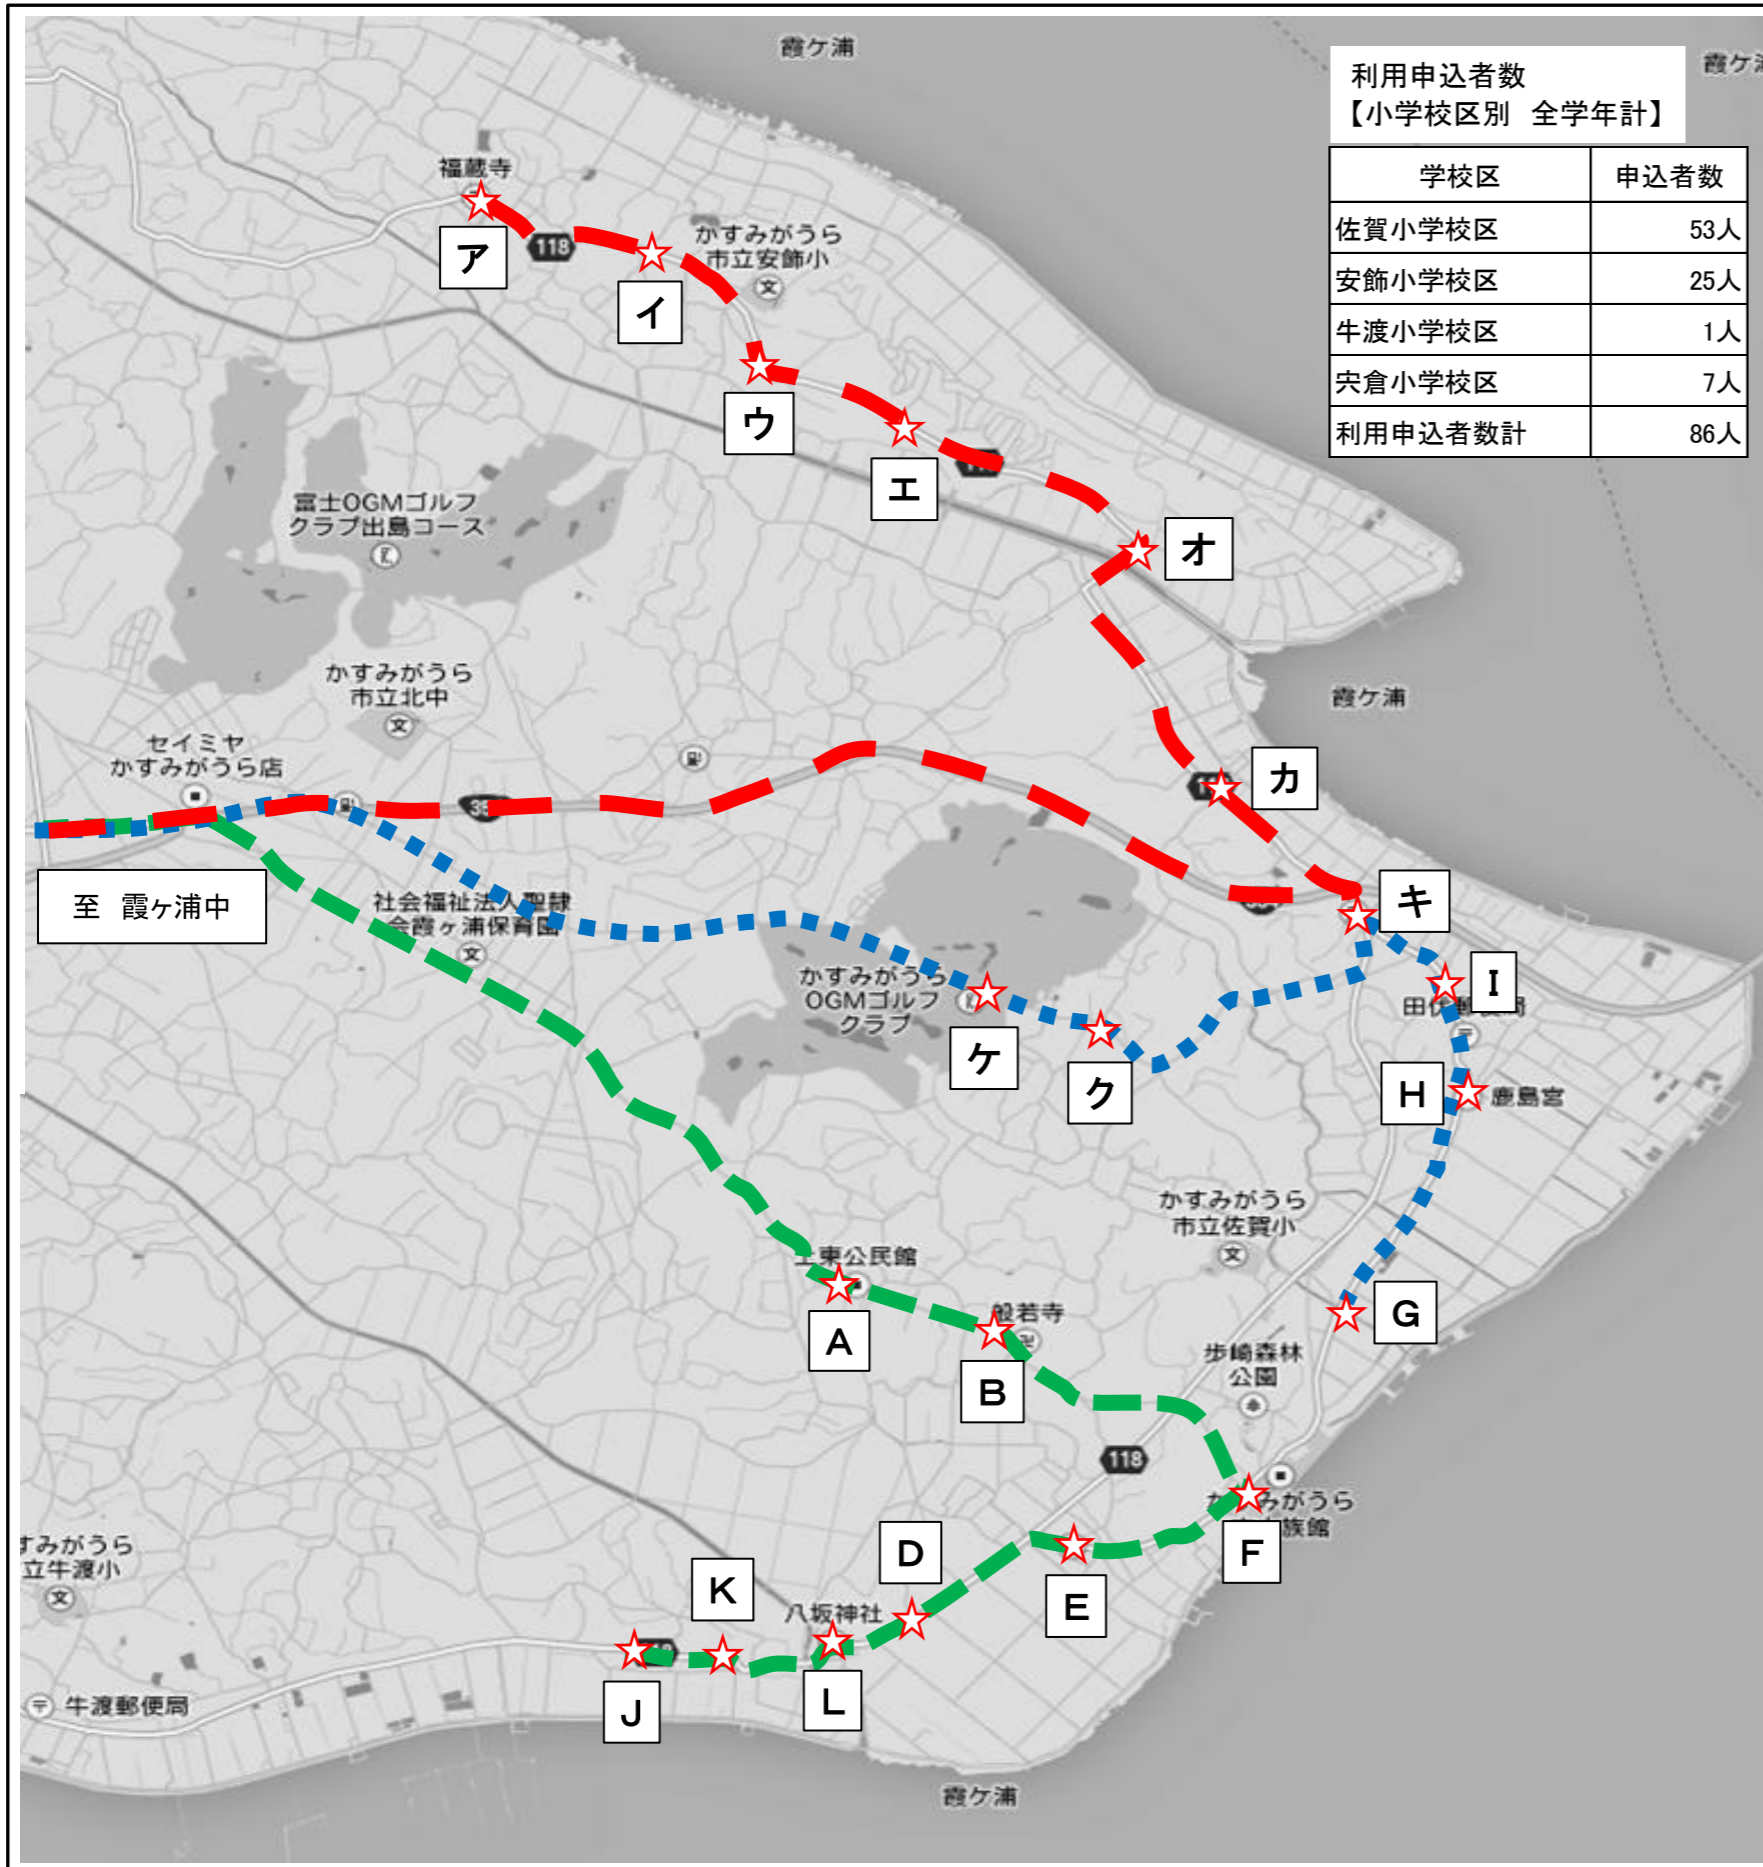 霞ケ浦
利用申込者数
【小学校区別　全学年計】
学校区 申込者数
佐賀小学校区 53人
安飾小学校区 25人
牛渡小学校区 1人
宍倉小学校区 7人
利用申込者数計 86人
福蔵寺
ア
118
イ
かすみがうら
市立安飾小
文
ウ
エ
オ
富士OGMゴルフ
クラブ出島コース
かすみがうら
市立北中
文
霞ケ浦
セイミヤ
かすみがうら店
カ
至　霞ヶ浦中
社会福祉法人聖隷
会霞ヶ浦保育園
文
キ
I
かすみがうら
OGMゴルフ
クラブ
ケ
ク
H
鹿島宮
かすみがうら
市立佐賀小
文
A
般若寺
B
G
歩崎森林
公園
118
F
D
E
K
八坂神社
J
L
立牛渡小
文
〒 牛渡郵便局
霞ケ浦